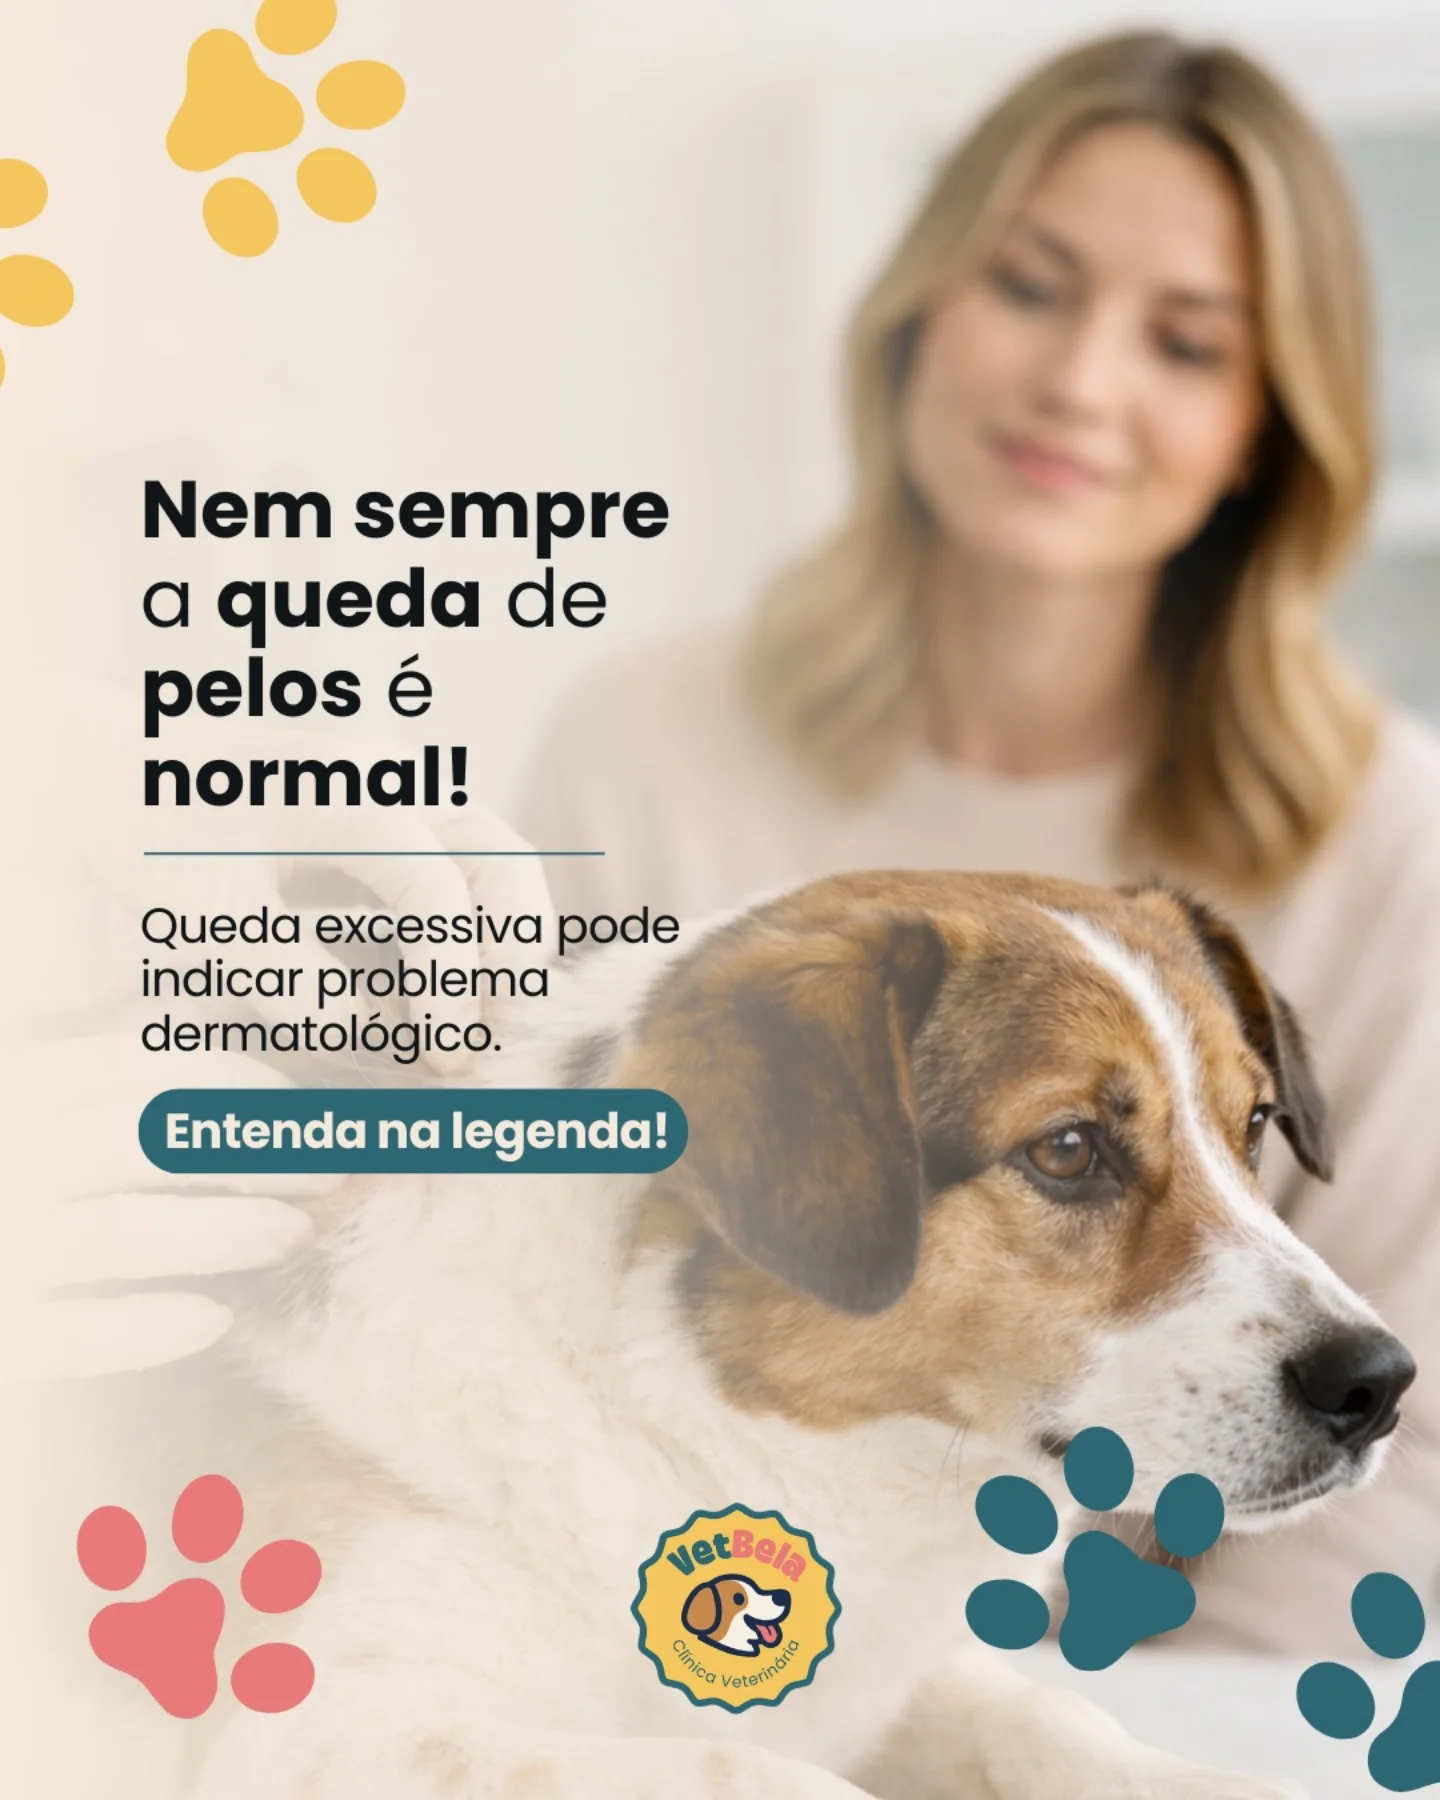 Nem sempre
a queda de
pelos é
normal!
Queda excessiva pode
indicar problema
dermatológico.
Entenda na legenda!
VetBela
Clínica Veterinária